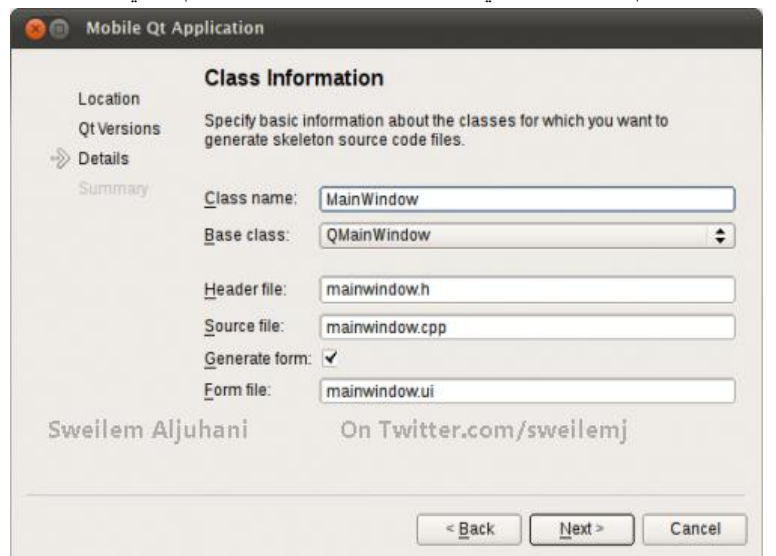 Mobile Qt Application
Class Information
Location
Qt Versions
Details
Summary
Specify basic information about the classes for which you want to
generate skeleton source code files.
Class name: MainWindow
Base class: QMainWindow
Header file: mainwindow.h
Source file: mainwindow.cpp
Generate form:
Form file: mainwindow.ui
Sweilem Aljuhani On Twitter.com/sweilemj
< Back Next > Cancel